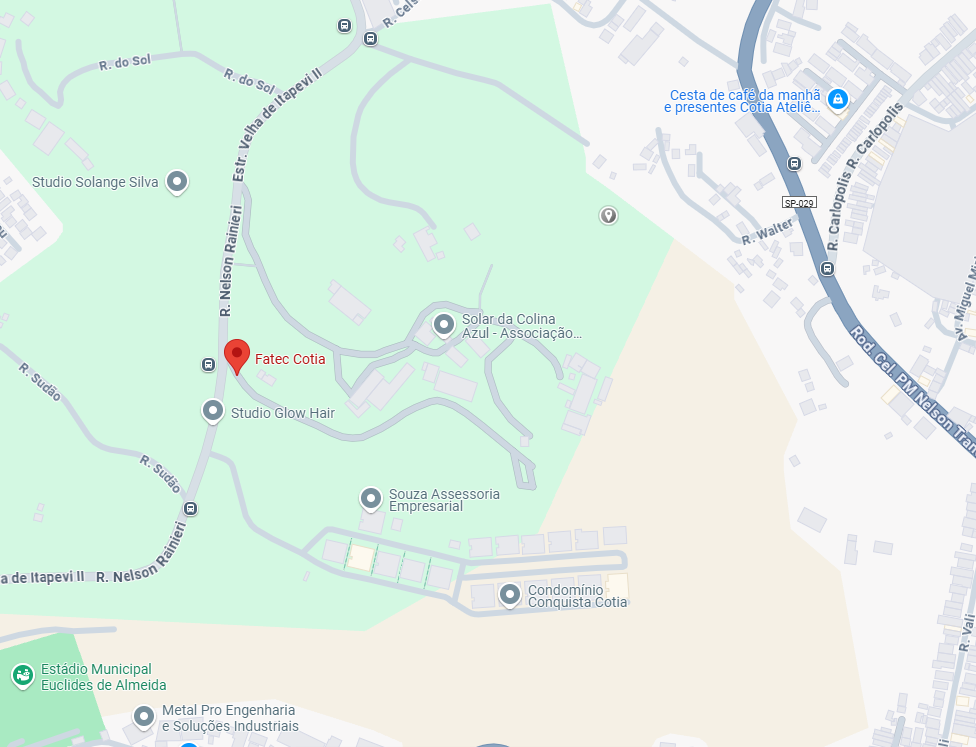 R. Cels
R. do Sol
R. do Sol
Estr. Velha de Itapevi II
Cesta de café da manhã
e presentes Cotia Ateliê...
R. Carlopolis
R. Carlopolis
Studio Solange Silva
SP-029
R. Walter
R. Nelson Rainieri
Av. Miguel Mi
Solar da Colina
Azul - Associação...
Fatec Cotia
Rod. Cel. PM Nelson Tran
R. Sudão
Studio Glow Hair
R. Sudão
Souza Assessoria
Empresarial
a de Itapevi II
R. Nelson Rainieri
Condomínio
Conquista Cotia
R. Vali
Estádio Municipal
Euclides de Almeida
Metal Pro Engenharia
e Soluções Industriais